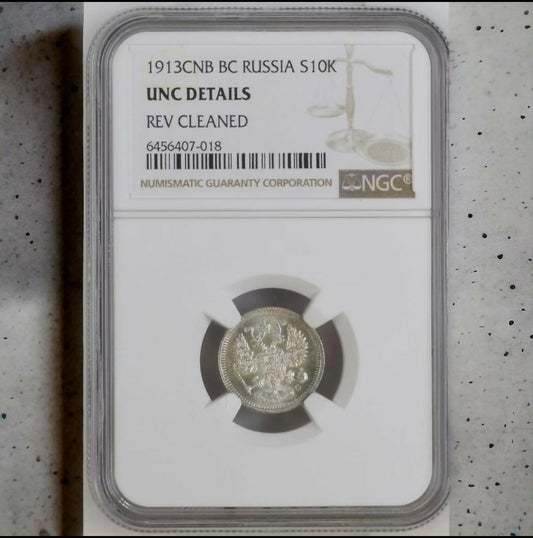 1913CNB BC RUSSIA S10K
UNC DETAILS
REV CLEANED
6456407-018
NUMISMATIC GUARANTY CORPORATION
NGC®